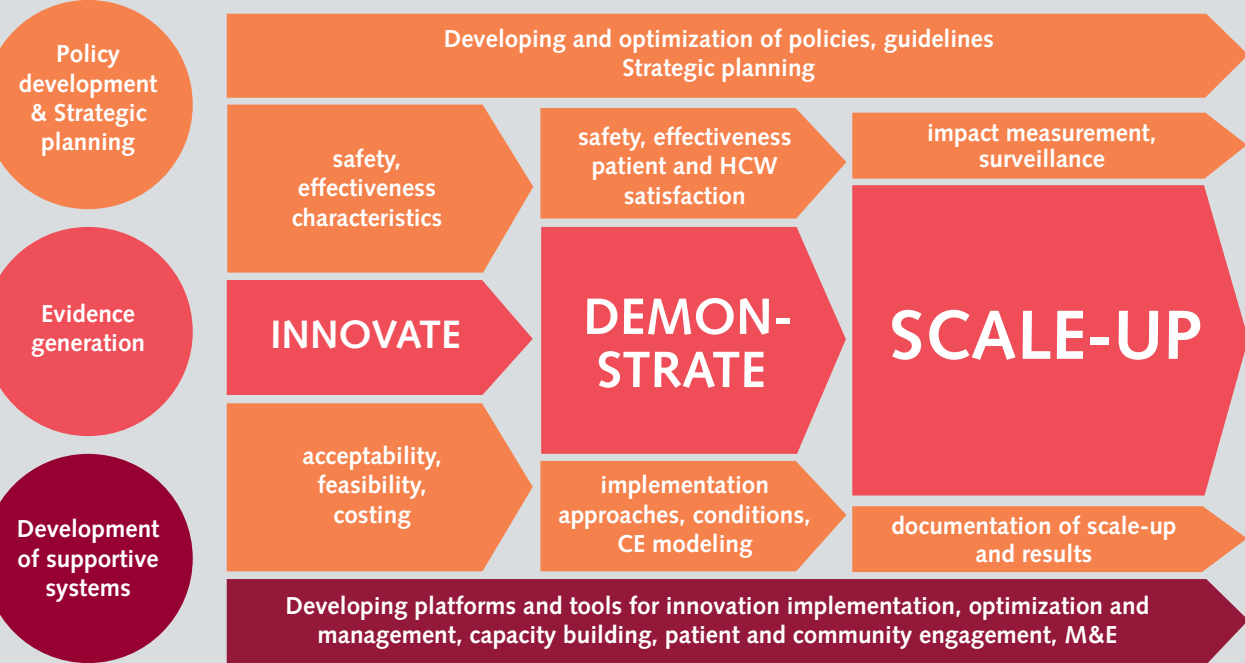 Policy
development
& Strategic
planning
Developing and optimization of policies, guidelines
Strategic planning
safety,
effectiveness
characteristics
safety, effectiveness
patient and HCW
satisfaction
impact measurement,
surveillance
Evidence
generation
INNOVATE
DEMON-
STRATE
SCALE-UP
acceptability,
feasibility,
costing
implementation
approaches, conditions,
CE modeling
documentation of scale-up
and results
Development
of supportive
systems
Developing platforms and tools for innovation implementation, optimization and
management, capacity building, patient and community engagement, M&E